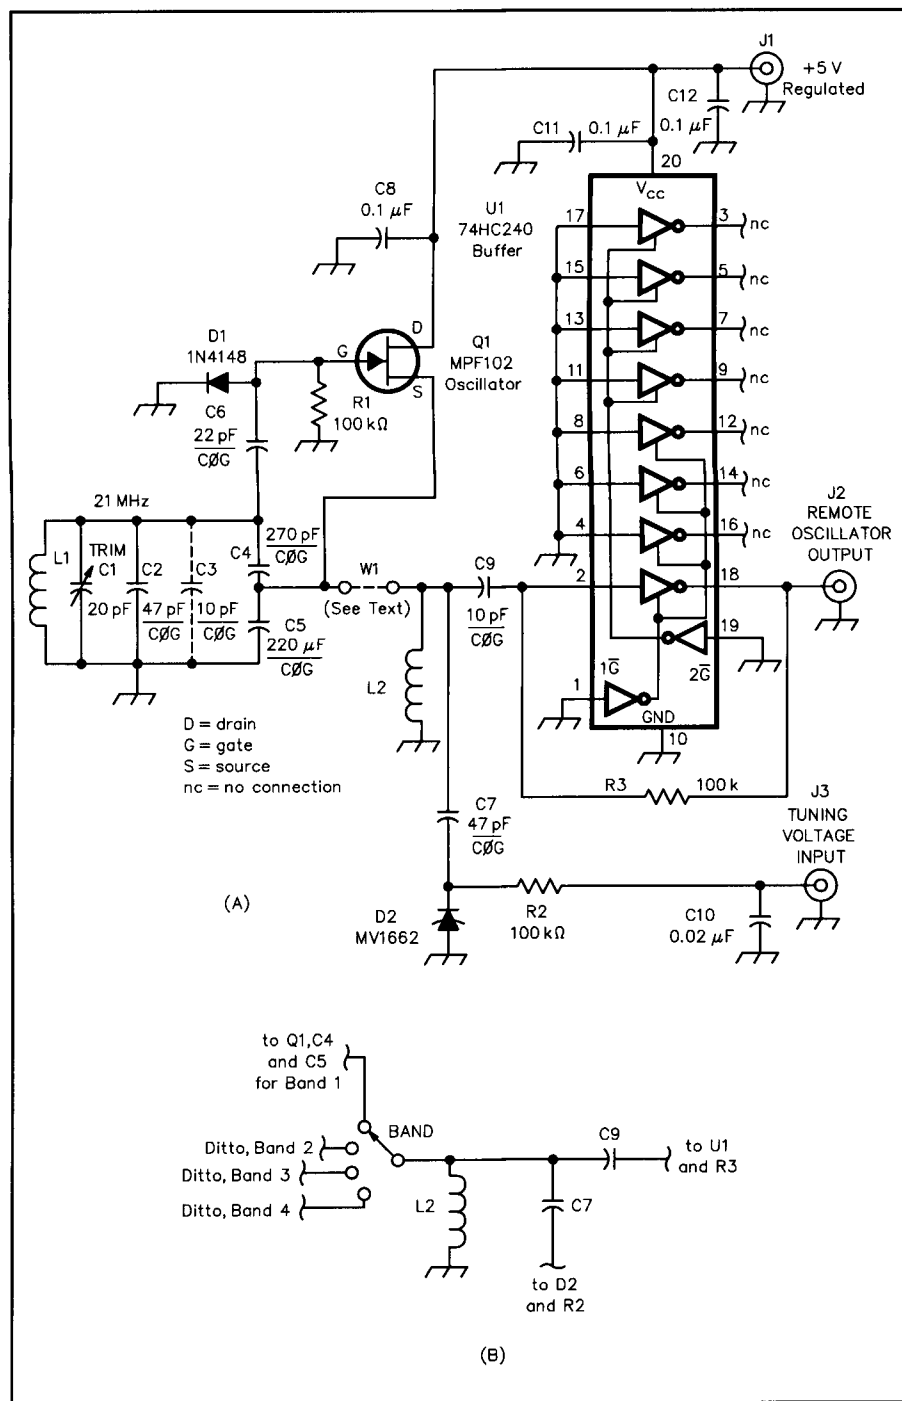 J1
+5 V
Regulated
C12
0.1 µF
C11
0.1 µF
20
VCC
C8
0.1 µF
U1
74HC240
Buffer
17
3
nc
15
5
nc
13
7
nc
11
9
nc
8
12
nc
6
14
nc
4
16
nc
2
18
19
1
1G̅
2G̅
GND
10
D1
1N4148
G
D
S
Q1
MPF102
Oscillator
R1
100 kΩ
C6
22 pF
CØG
21 MHz
L1
TRIM
C1
20 pF
C2
47 pF
CØG
C3
10 pF
CØG
270 pF
CØG
C4
C5
220 µF
CØG
W1
(See Text)
C9
10 pF
CØG
L2
J2
REMOTE
OSCILLATOR
OUTPUT
D = drain
G = gate
S = source
nc = no connection
R3
100 k
C7
47 pF
CØG
J3
TUNING
VOLTAGE
INPUT
(A)
D2
MV1662
R2
100 kΩ
C10
0.02 µF
to Q1,C4
and C5
for Band 1
BAND
Ditto, Band 2
Ditto, Band 3
Ditto, Band 4
L2
C9
to U1
and R3
C7
to D2
and R2
(B)